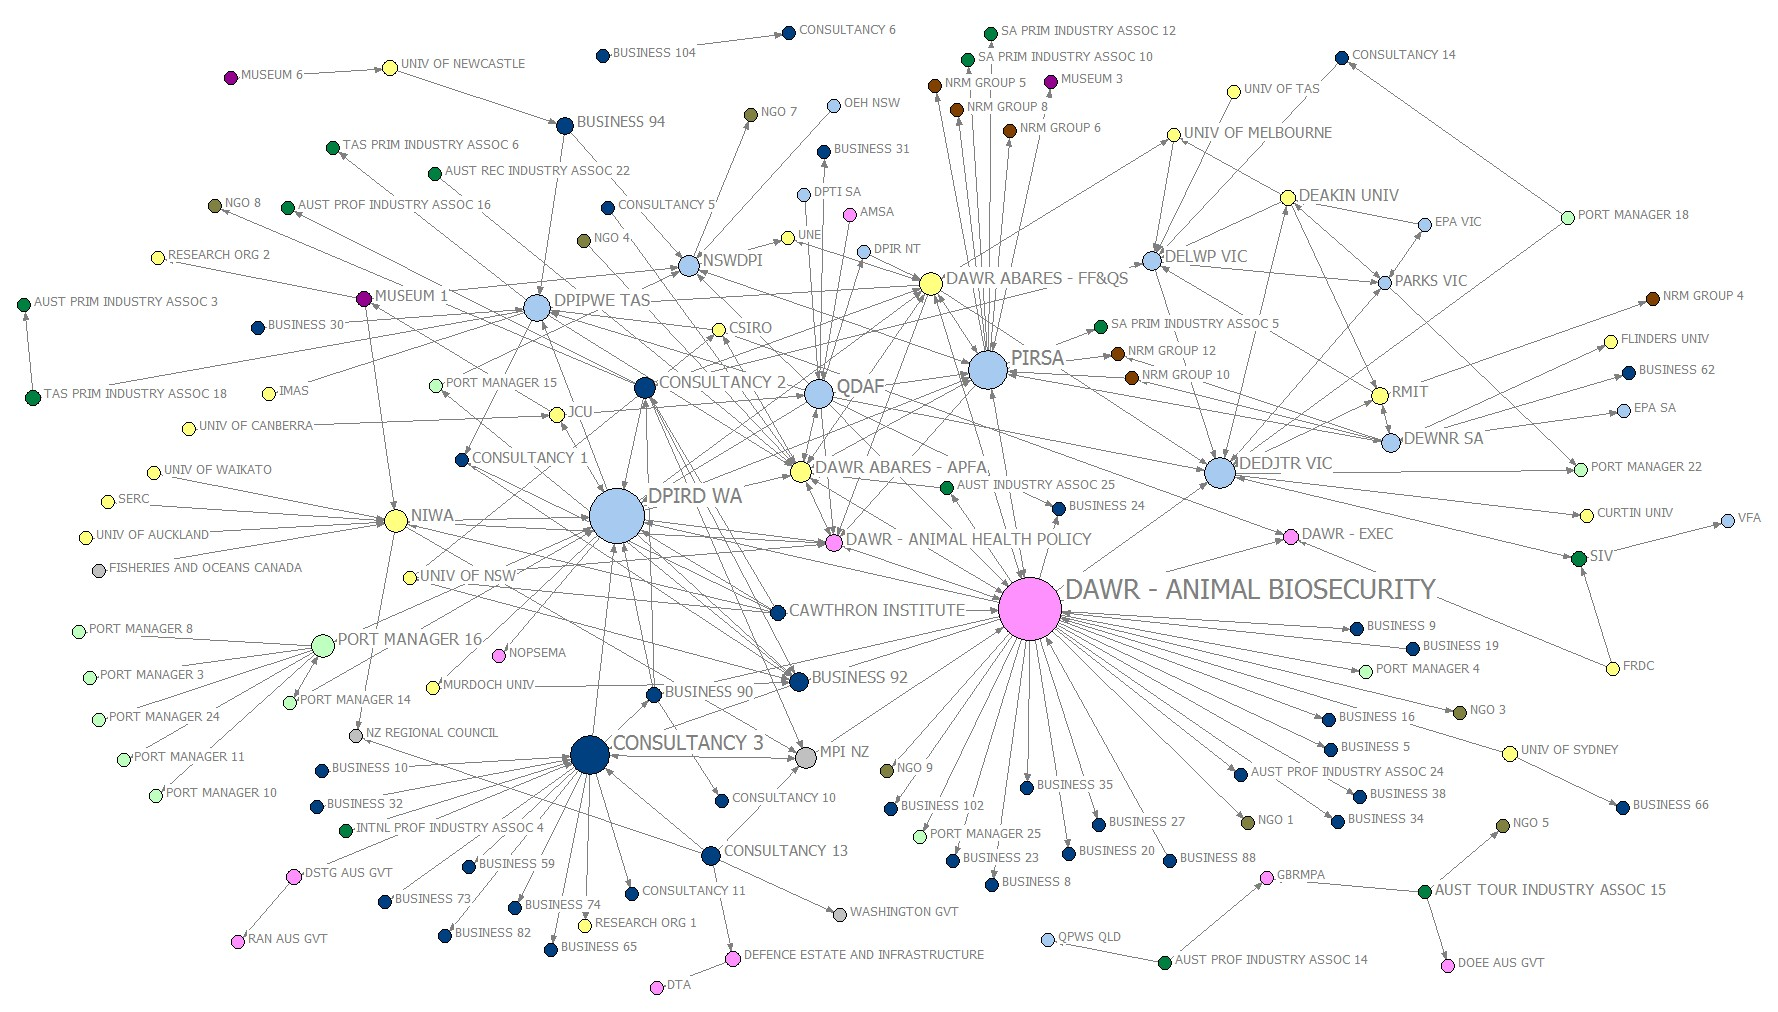 CONSULTANCY 6
SA PRIM INDUSTRY ASSOC 12
BUSINESS 104
CONSULTANCY 14
SA PRIM INDUSTRY ASSOC 10
UNIV OF NEWCASTLE
MUSEUM 6
MUSEUM 3
NRM GROUP 5
UNIV OF TAS
OEH NSW
NRM GROUP 8
NGO 7
BUSINESS 94
NRM GROUP 6
UNIV OF MELBOURNE
TAS PRIM INDUSTRY ASSOC 6
BUSINESS 31
AUST REC INDUSTRY ASSOC 22
DPTI SA
DEAKIN UNIV
NGO 8
AUST PROF INDUSTRY ASSOC 16
CONSULTANCY 5
AMSA
PORT MANAGER 18
EPA VIC
UNE
NGO 4
DPIR NT
RESEARCH ORG 2
NSWDPI
DELWP VIC
DAWR ABARES - FF&QS
PARKS VIC
MUSEUM 1
DPIPWE TAS
NRM GROUP 4
AUST PRIM INDUSTRY ASSOC 3
BUSINESS 30
CSIRO
SA PRIM INDUSTRY ASSOC 5
FLINDERS UNIV
NRM GROUP 12
PIRSA
BUSINESS 62
NRM GROUP 10
PORT MANAGER 15
CONSULTANCY 2
QDAF
TAS PRIM INDUSTRY ASSOC 18
IMAS
RMIT
EPA SA
JCU
UNIV OF CANBERRA
DEWNR SA
CONSULTANCY 1
DEDJTR VIC
DAWR ABARES - APFA
PORT MANAGER 22
UNIV OF WAIKATO
AUST INDUSTRY ASSOC 25
DPIRD WA
SERC
BUSINESS 24
NIWA
CURTIN UNIV
VFA
UNIV OF AUCKLAND
DAWR - ANIMAL HEALTH POLICY
DAWR - EXEC
SIV
FISHERIES AND OCEANS CANADA
UNIV OF NSW
DAWR - ANIMAL BIOSECURITY
CAWTHRON INSTITUTE
PORT MANAGER 8
BUSINESS 9
PORT MANAGER 16
BUSINESS 19
NOPSEMA
FRDC
PORT MANAGER 4
PORT MANAGER 3
BUSINESS 92
MURDOCH UNIV
BUSINESS 90
PORT MANAGER 14
NGO 3
PORT MANAGER 24
BUSINESS 16
NZ REGIONAL COUNCIL
CONSULTANCY 3
BUSINESS 5
MPI NZ
UNIV OF SYDNEY
PORT MANAGER 11
BUSINESS 10
NGO 9
AUST PROF INDUSTRY ASSOC 24
BUSINESS 35
PORT MANAGER 10
BUSINESS 38
CONSULTANCY 10
BUSINESS 32
BUSINESS 102
BUSINESS 66
BUSINESS 34
NGO 1
BUSINESS 27
NGO 5
INTNL PROF INDUSTRY ASSOC 4
PORT MANAGER 25
CONSULTANCY 13
BUSINESS 20
BUSINESS 23
BUSINESS 88
BUSINESS 59
DSTG AUS GVT
GBRMPA
BUSINESS 8
CONSULTANCY 11
AUST TOUR INDUSTRY ASSOC 15
BUSINESS 73
BUSINESS 74
WASHINGTON GVT
RESEARCH ORG 1
BUSINESS 82
RAN AUS GVT
QPWS QLD
BUSINESS 65
DEFENCE ESTATE AND INFRASTRUCTURE
AUST PROF INDUSTRY ASSOC 14
DOEE AUS GVT
DTA